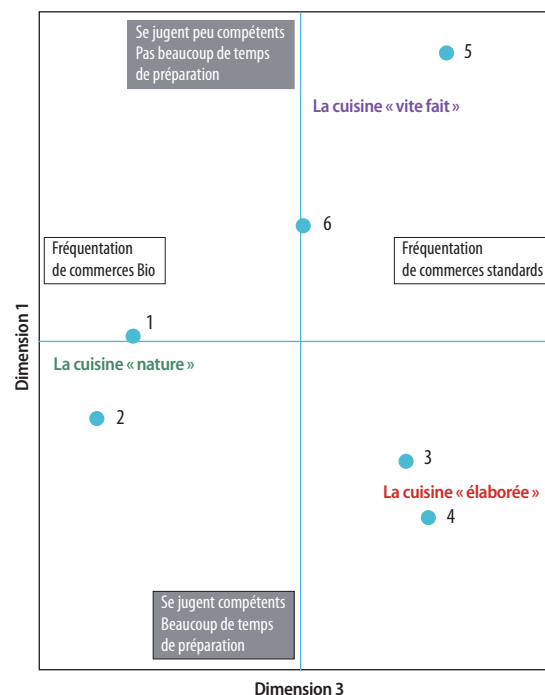 Se jugent peu compétents
Pas beaucoup de temps
de préparation
5
La cuisine « vite fait »
6
Fréquentation
de commerces Bio
Fréquentation
de commerces standards
1
Dimension 1
La cuisine « nature »
2
3
La cuisine « élaborée »
4
Se jugent compétents
Beaucoup de temps
de préparation
Dimension 3